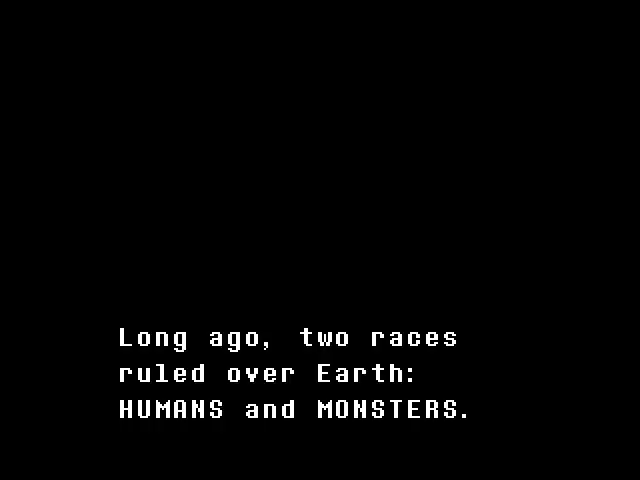 Long ago, two races
ruled over Earth:
HUMANS and MONSTERS.